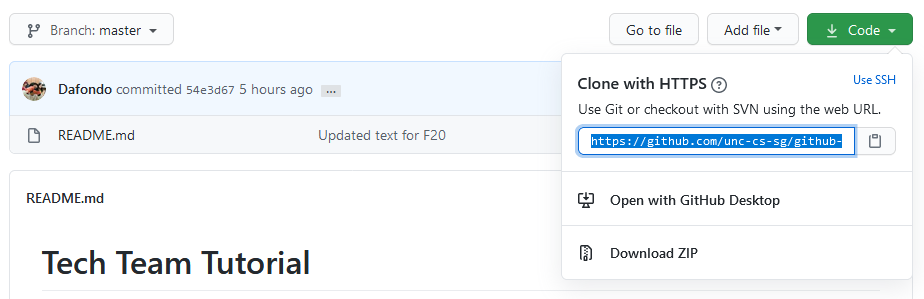 Branch: master
Go to file
Add file
Code
Dafondo committed 54e3d67 5 hours ago ...
README.md Updated text for F20
Clone with HTTPS ?
Use SSH
Use Git or checkout with SVN using the web URL.
https://github.com/unc-cs-sg/github-
Open with GitHub Desktop
Download ZIP
README.md
Tech Team Tutorial